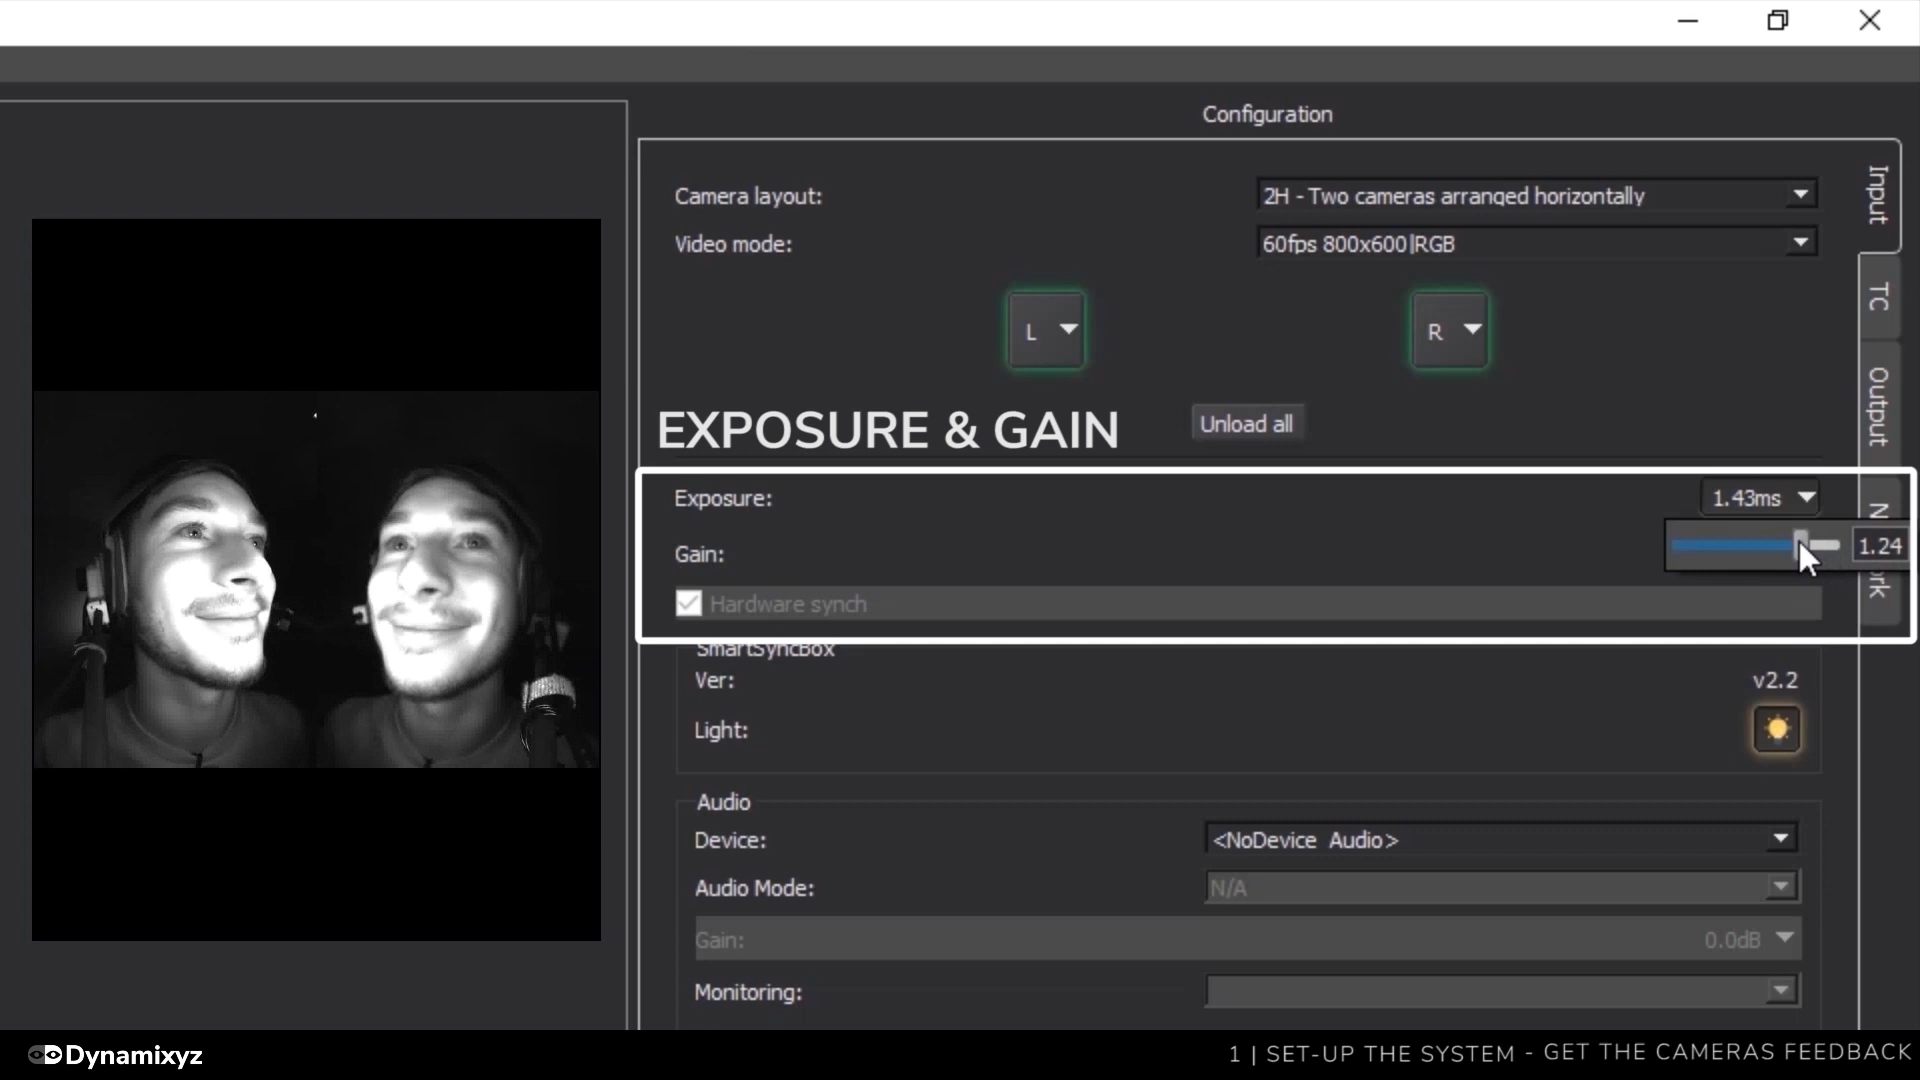 Configuration
Input
TC
Output
Camera layout:
2H - Two cameras arranged horizontally
Video mode:
60fps 800x600|RGB
L
R
EXPOSURE & GAIN
Unload all
Exposure:
1.43ms
N
Gain:
1.24
rk
Hardware synch
SmartSyncBox
Ver:
v2.2
Light:
Audio
Device:
<NoDevice Audio>
Audio Mode:
N/A
Gain:
0.0dB
Monitoring:
Dynamixyz
1 | SET-UP THE SYSTEM - GET THE CAMERAS FEEDBACK